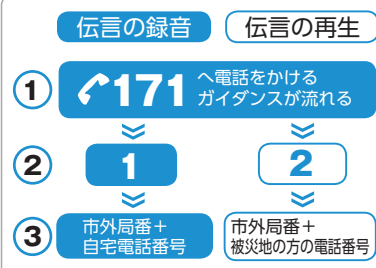 伝言の録音 伝言の再生
① 171 へ電話をかける
ガイダンスが流れる
② 1 2
③ 市外局番+ 市外局番+
自宅電話番号 被災地の方の電話番号